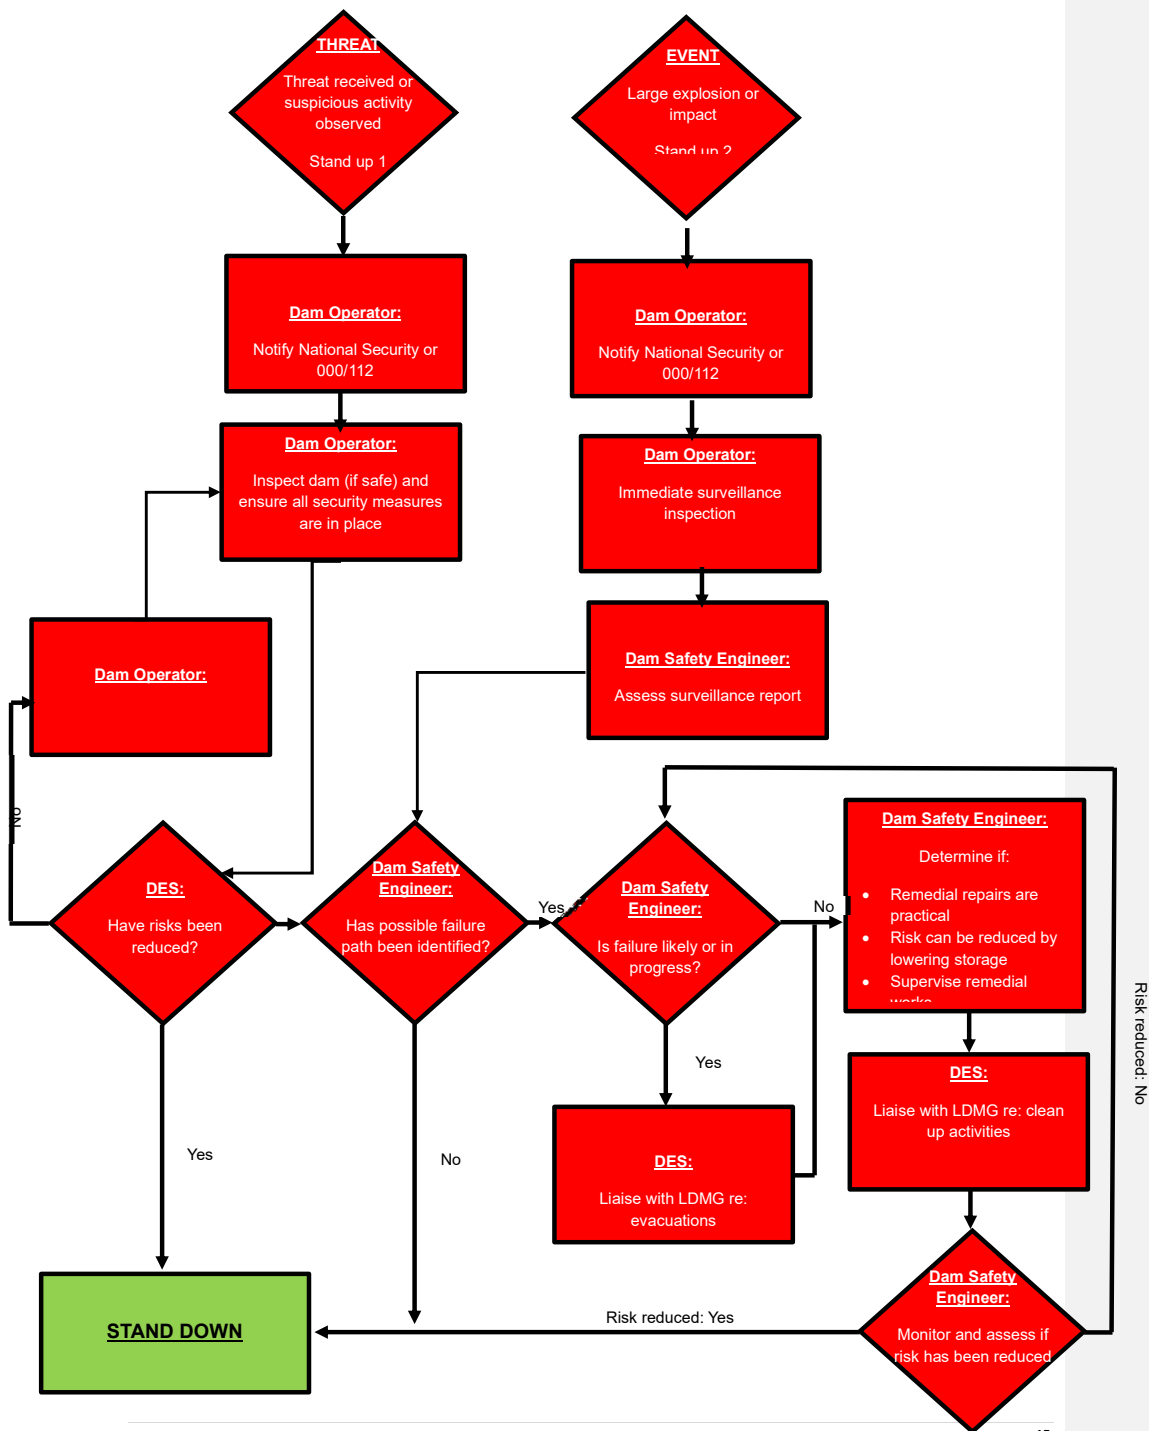 THREAT
Threat received or
suspicious activity
observed
Stand up 1
EVENT
Large explosion or
impact
Stand up 2
Dam Operator:
Notify National Security or
000/112
Dam Operator:
Notify National Security or
000/112
Dam Operator:
Inspect dam (if safe) and
ensure all security measures
are in place
Dam Operator:
Immediate surveillance
inspection
Dam Operator:
Dam Safety Engineer:
Assess surveillance report
No
DES:
Have risks been
reduced?
Dam Safety
Engineer:
Has possible failure
path been identified?
Yes
Dam Safety
Engineer:
Is failure likely or in
progress?
No
Dam Safety Engineer:
Determine if:
• Remedial repairs are
practical
• Risk can be reduced by
lowering storage
• Supervise remedial
works
Risk reduced: No
Yes
DES:
Liaise with LDMG re: clean
up activities
Yes
No
DES:
Liaise with LDMG re:
evacuations
STAND DOWN
Risk reduced: Yes
Dam Safety
Engineer:
Monitor and assess if
risk has been reduced